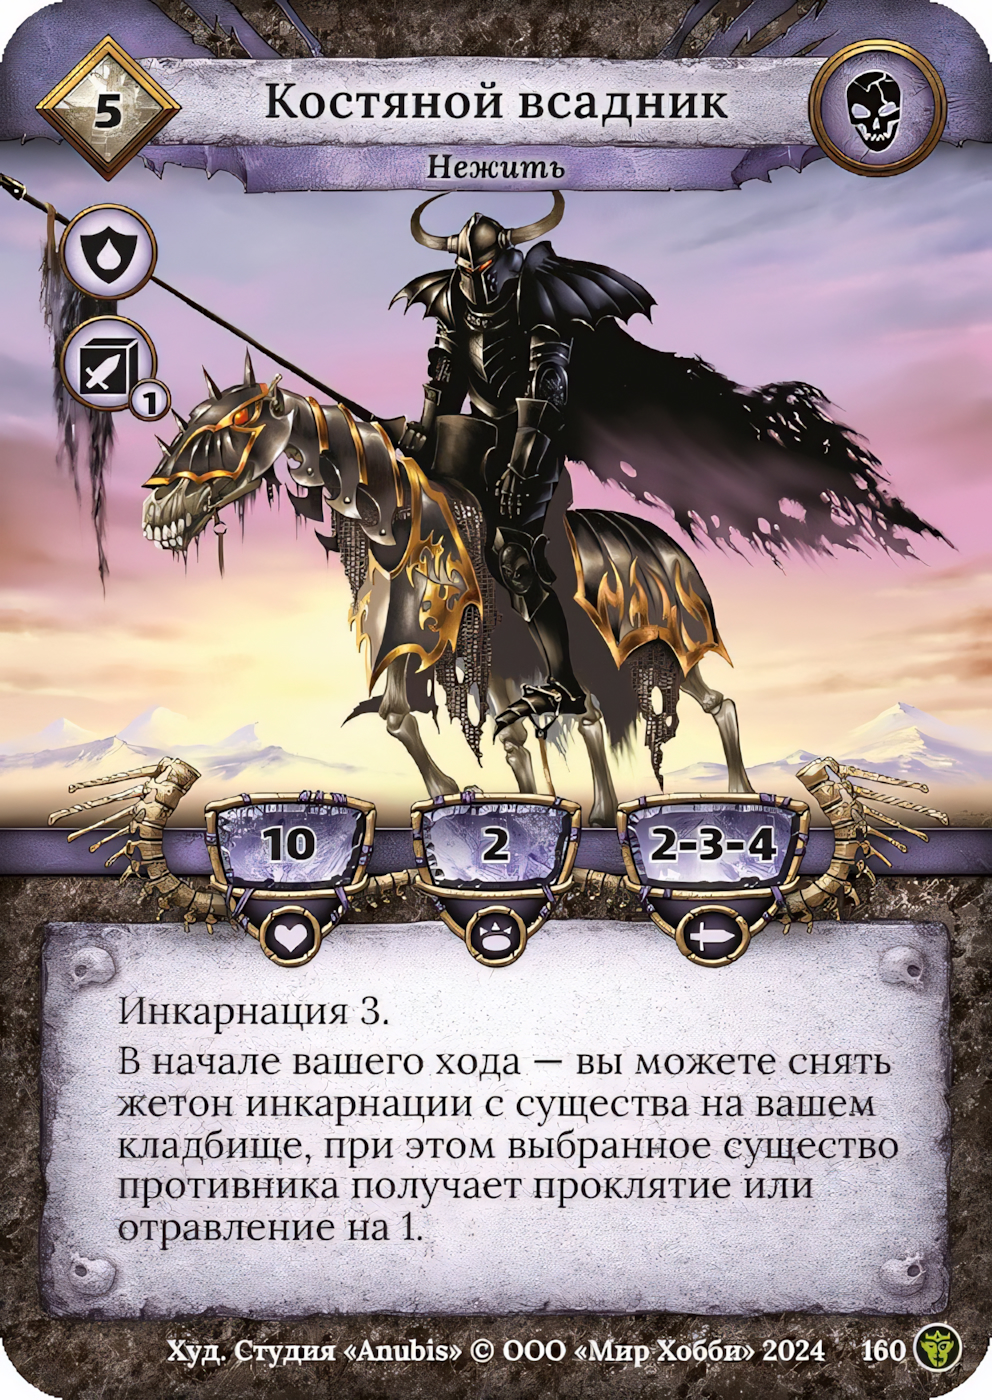 5
Костяной всадник
Нежить
1
10
2
2-3-4
Инкарнация 3.
В начале вашего хода — вы можете снять
жетон инкарнации с существа на вашем
кладбище, при этом выбранное существо
противника получает проклятие или
отравление на 1.
Худ. Студия «Anubis» © ООО «Мир Хобби» 2024 160